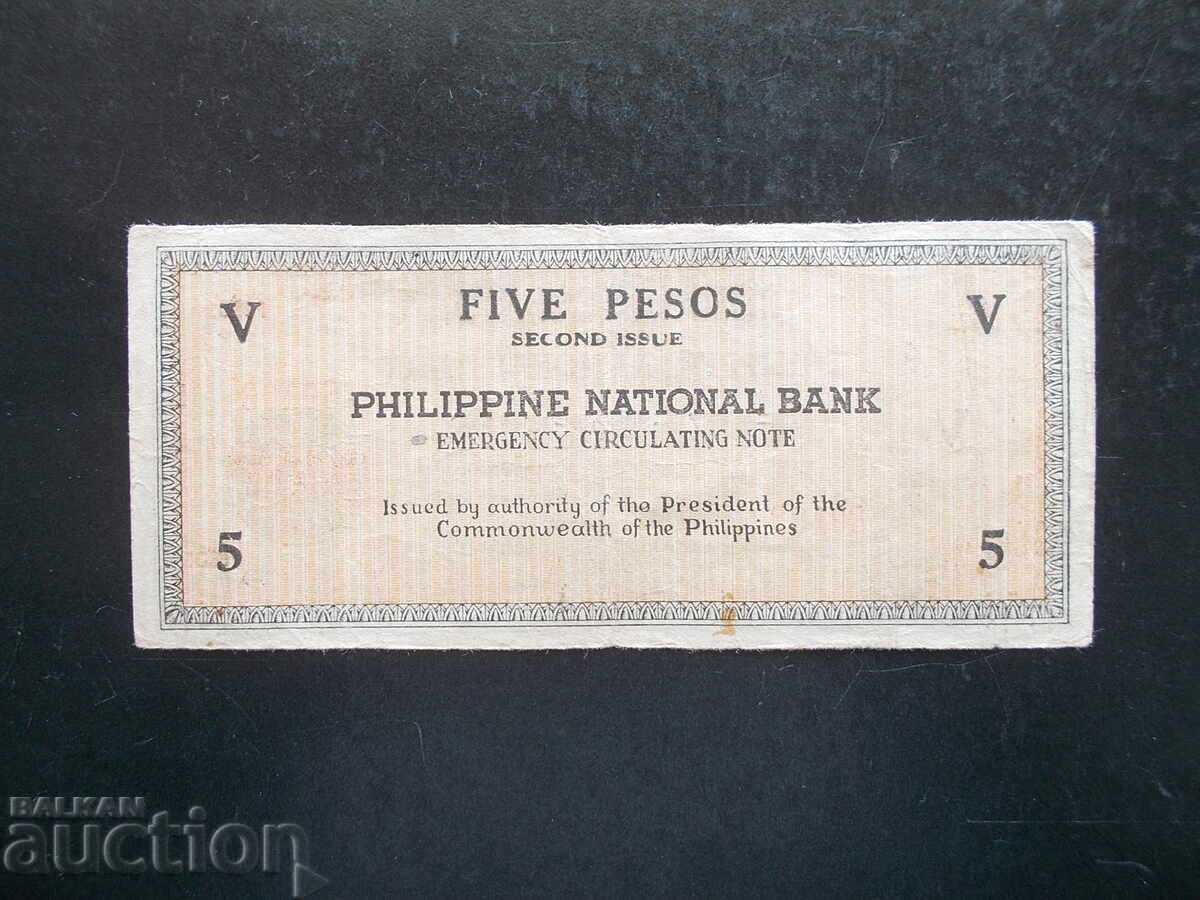 V FIVE PESOS V
SECOND ISSUE
PHILIPPINE NATIONAL BANK
EMERGENCY CIRCULATING NOTE
Issued by authority of the President of the
Commonwealth of the Philippines
5 5
BALKAN
auction